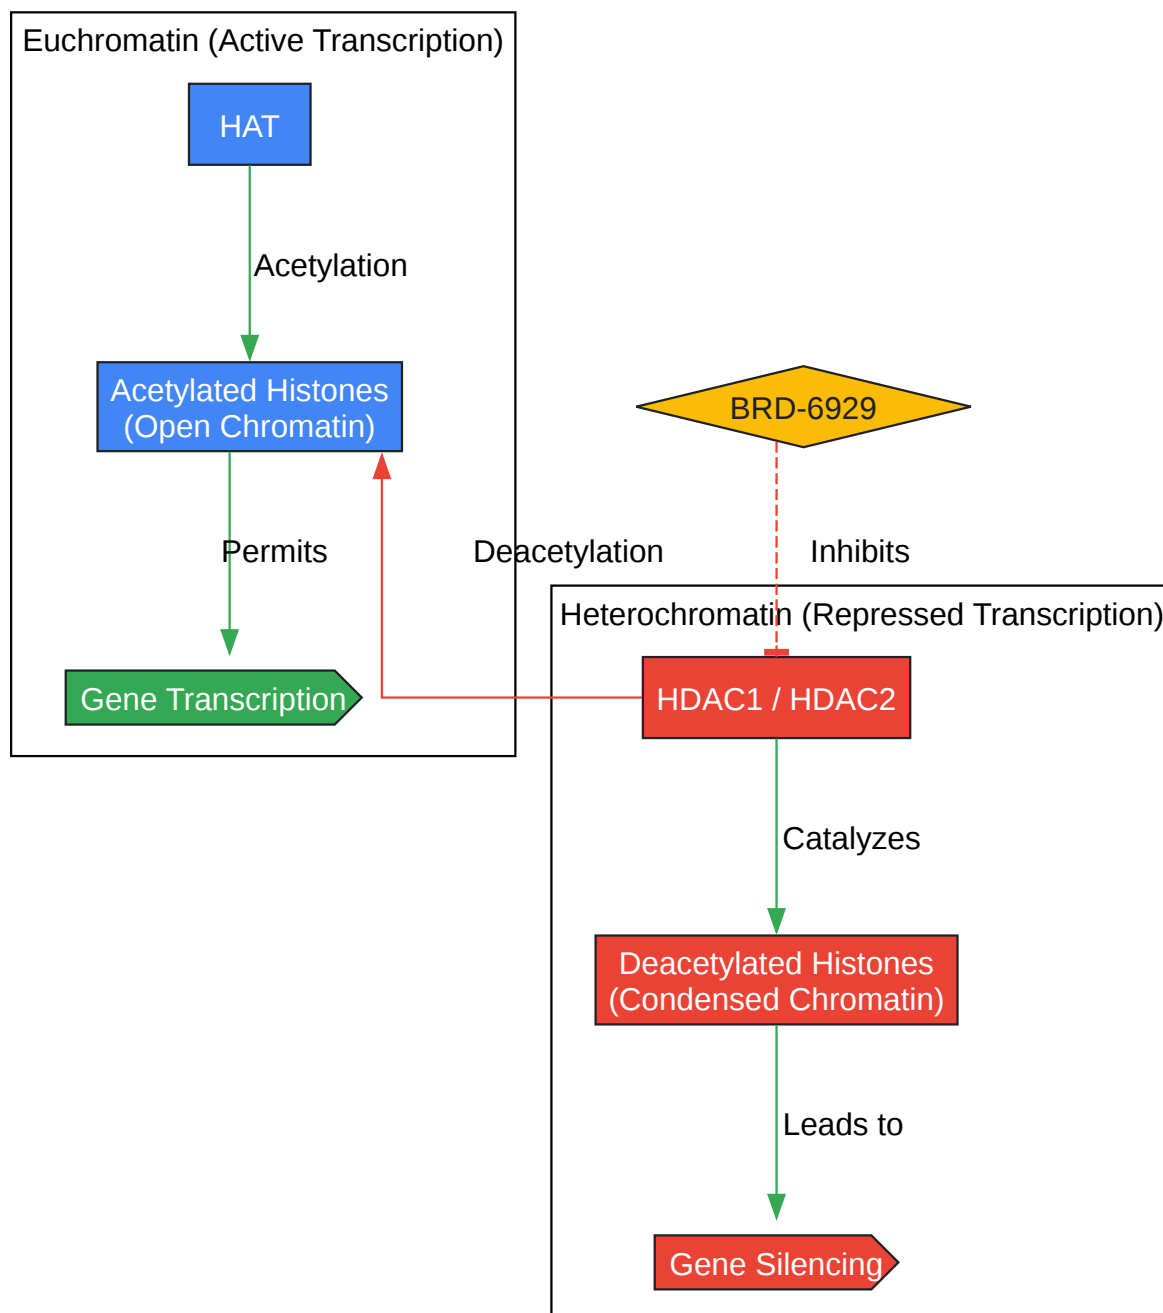 Euchromatin (Active Transcription)
HAT
Acetylation
Acetylated Histones
(Open Chromatin)
BRD-6929
Permits
Deacetylation
Inhibits
Heterochromatin (Repressed Transcription)
Gene Transcription
HDAC1 / HDAC2
Catalyzes
Deacetylated Histones
(Condensed Chromatin)
Leads to
Gene Silencing